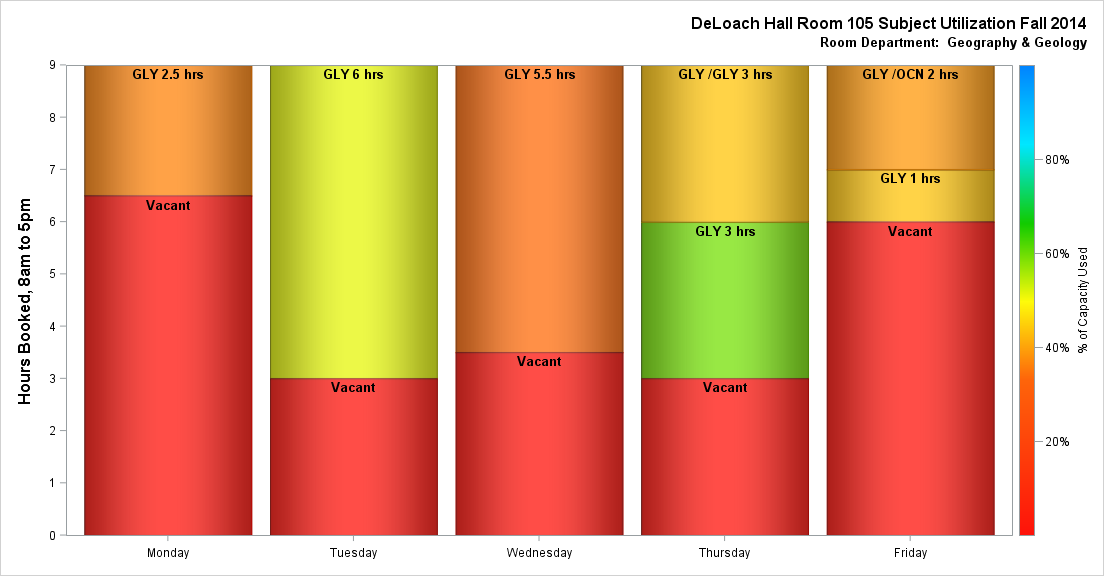 DeLoach Hall Room 105 Subject Utilization Fall 2014
Room Department:  Geography & Geology
Hours Booked, 8am to 5pm
9
8
7
6
5
4
3
2
1
0
GLY 2.5 hrs
Vacant
GLY 6 hrs
Vacant
GLY 5.5 hrs
Vacant
GLY /GLY 3 hrs
GLY 3 hrs
Vacant
GLY /OCN 2 hrs
GLY 1 hrs
Vacant
Monday
Tuesday
Wednesday
Thursday
Friday
80%
60%
40%
20%
% of Capacity Used